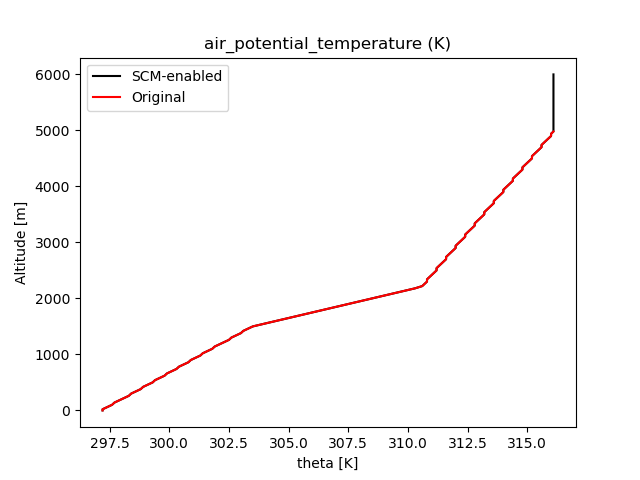 air_potential_temperature (K)
SCM-enabled
Original
Altitude [m]
6000
5000
4000
3000
2000
1000
0
297.5 300.0 302.5 305.0 307.5 310.0 312.5 315.0
theta [K]